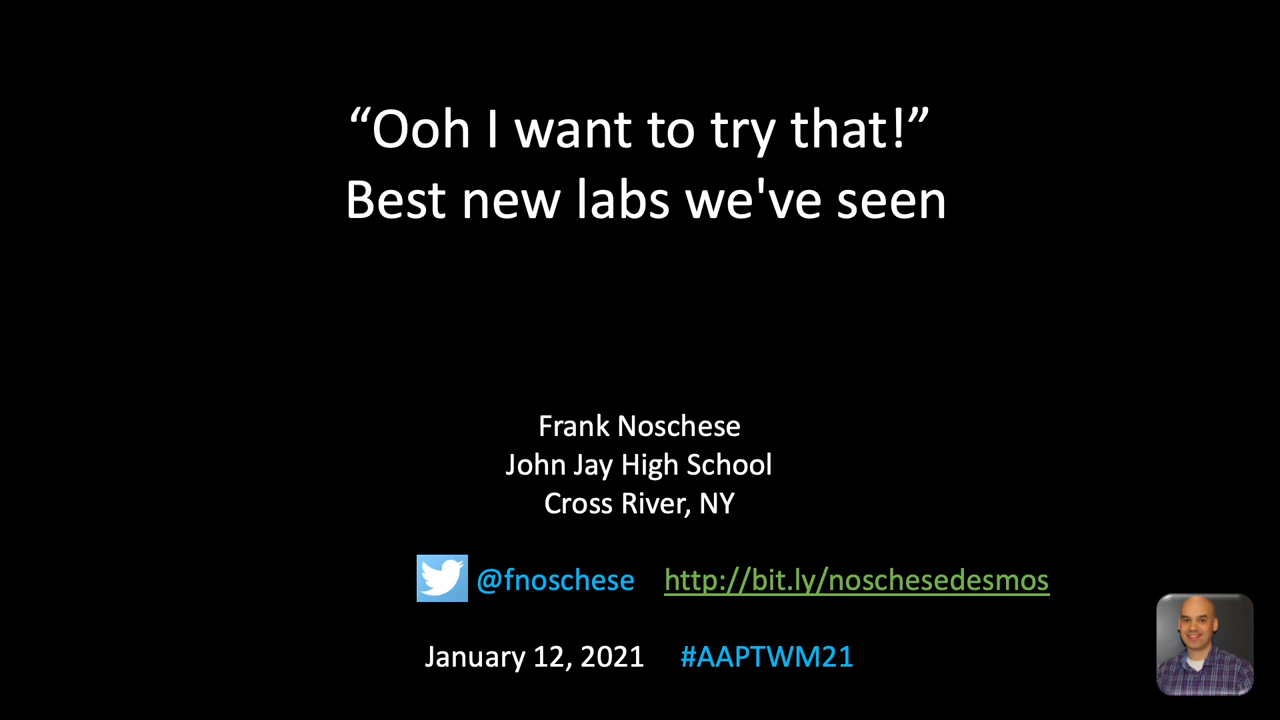 “Ooh I want to try that!”
Best new labs we've seen
Frank Noschese
John Jay High School
Cross River, NY
@fnoschese http://bit.ly/noschesedesmos
January 12, 2021 #AAPTWM21